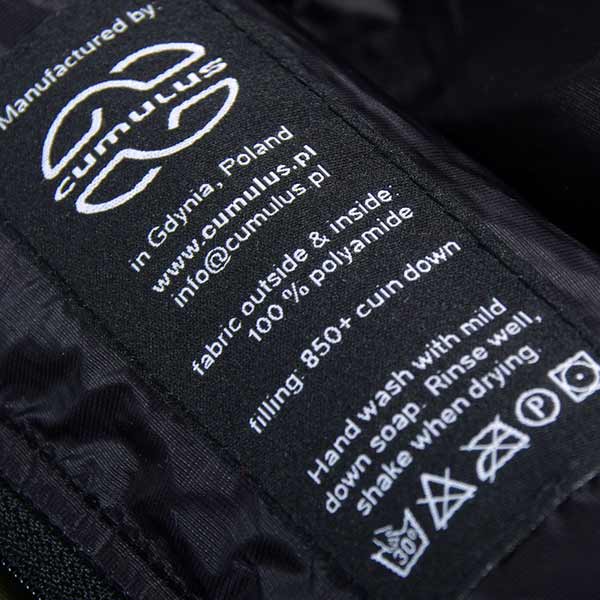 Manufactured by:
cumulus
in Gdynia, Poland
www.cumulus.pl
info@cumulus.pl
fabric outside & inside:
100 % polyamide
filling: 850+ cuin down
Hand wash with mild
down soap. Rinse well,
shake when drying.
30° P